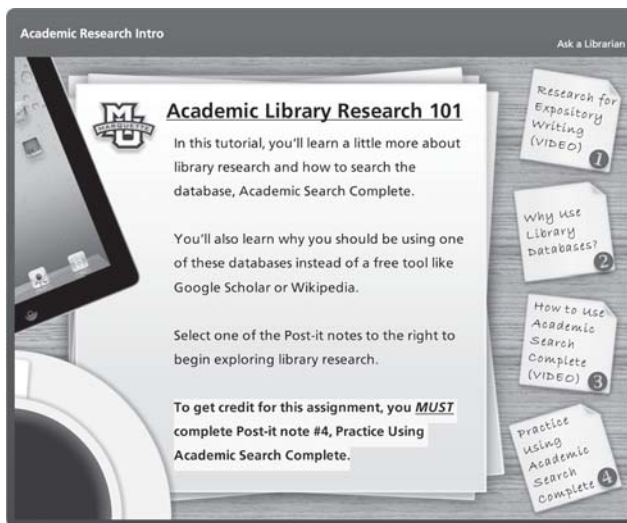 Academic Research Intro
Ask a Librarian
MU
MARQUETTE
Academic Library Research 101
In this tutorial, you'll learn a little more about
library research and how to search the
database, Academic Search Complete.
You'll also learn why you should be using one
of these databases instead of a free tool like
Google Scholar or Wikipedia.
Select one of the Post-it notes to the right to
begin exploring library research.
To get credit for this assignment, you MUST
complete Post-it note #4, Practice Using
Academic Search Complete.
Research for
Expository
Writing
(VIDEO)
1
Why Use
Library
Databases?
2
How to Use
Academic
Search
Complete
(VIDEO)
3
Practice
Using
Academic
Search
Complete
4